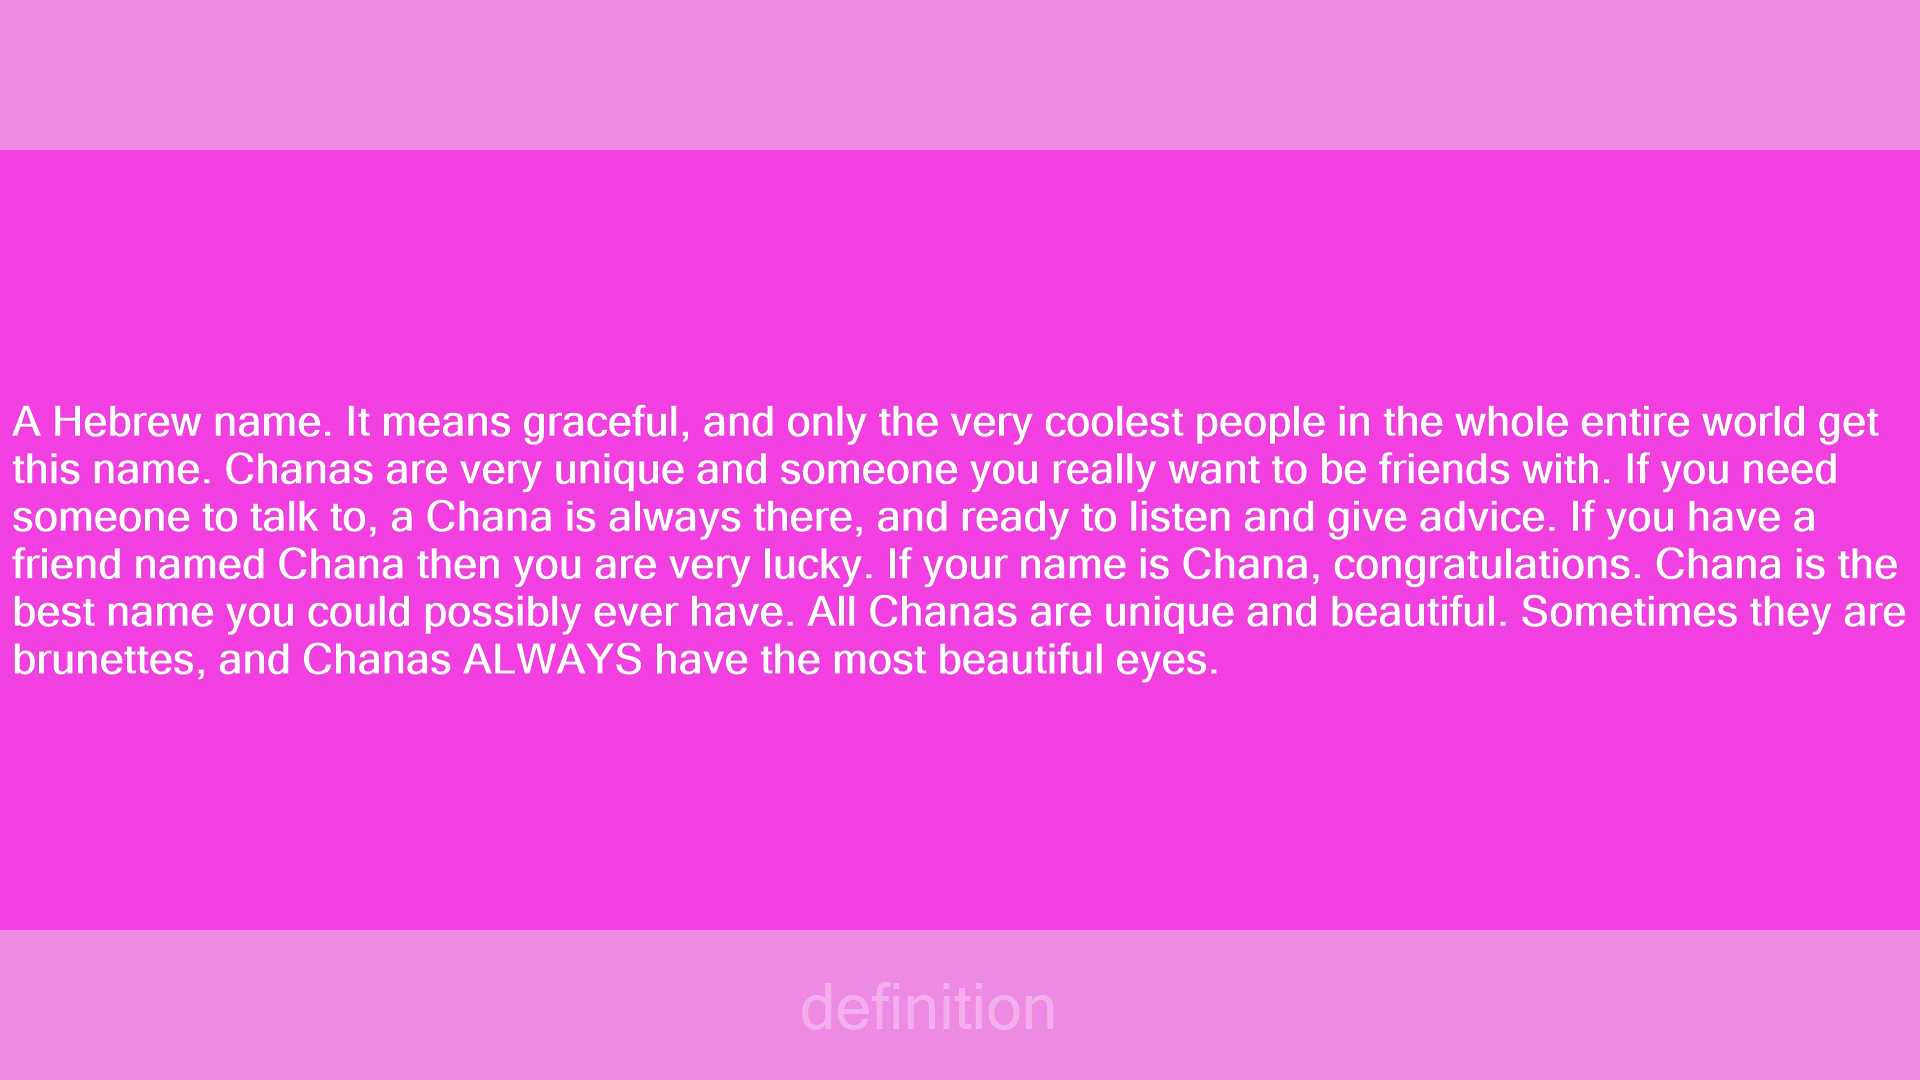 A Hebrew name. It means graceful, and only the very coolest people in the whole entire world get
this name. Chanas are very unique and someone you really want to be friends with. If you need
someone to talk to, a Chana is always there, and ready to listen and give advice. If you have a
friend named Chana then you are very lucky. If your name is Chana, congratulations. Chana is the
best name you could possibly ever have. All Chanas are unique and beautiful. Sometimes they are
brunettes, and Chanas ALWAYS have the most beautiful eyes.
definition